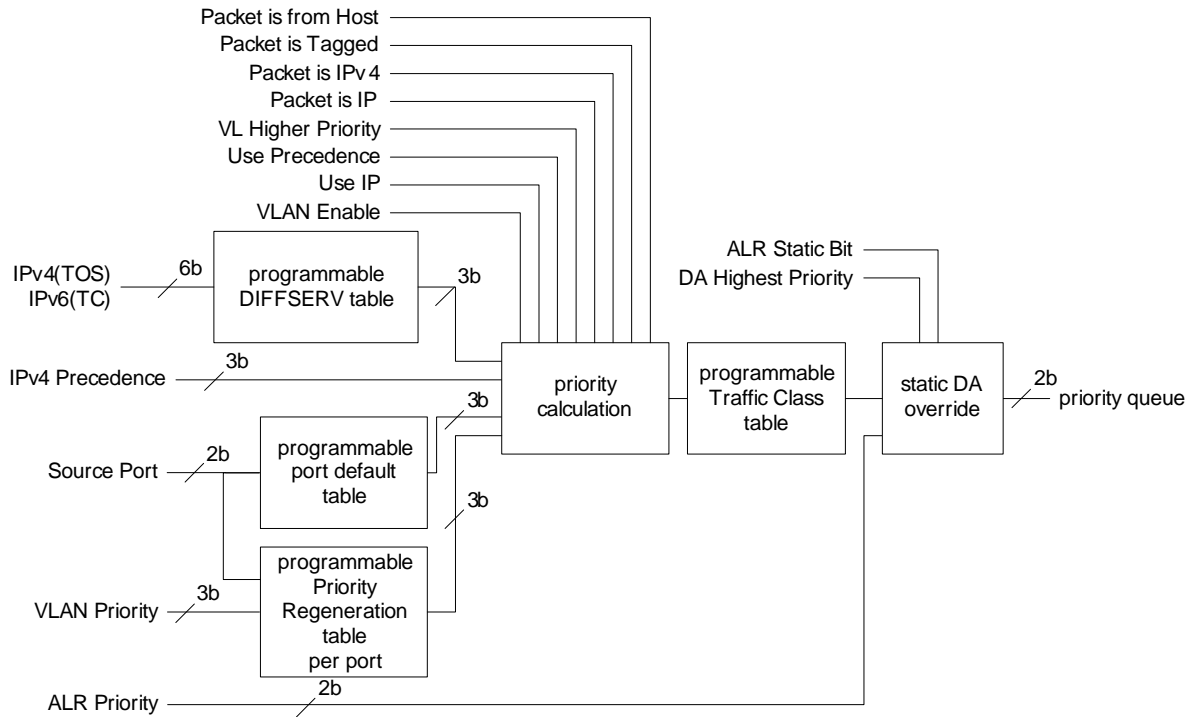 Packet is from Host
Packet is Tagged
Packet is IPv4
Packet is IP
VL Higher Priority
Use Precedence
Use IP
VLAN Enable
ALR Static Bit
DA Highest Priority
IPv4(TOS)
IPv6(TC)
6b
programmable
DIFFSERV table
3b
IPv4 Precedence
3b
priority
calculation
programmable
Traffic Class
table
static DA
override
2b
priority queue
Source Port
2b
programmable
port default
table
3b
3b
VLAN Priority
3b
programmable
Priority
Regeneration
table
per port
ALR Priority
2b